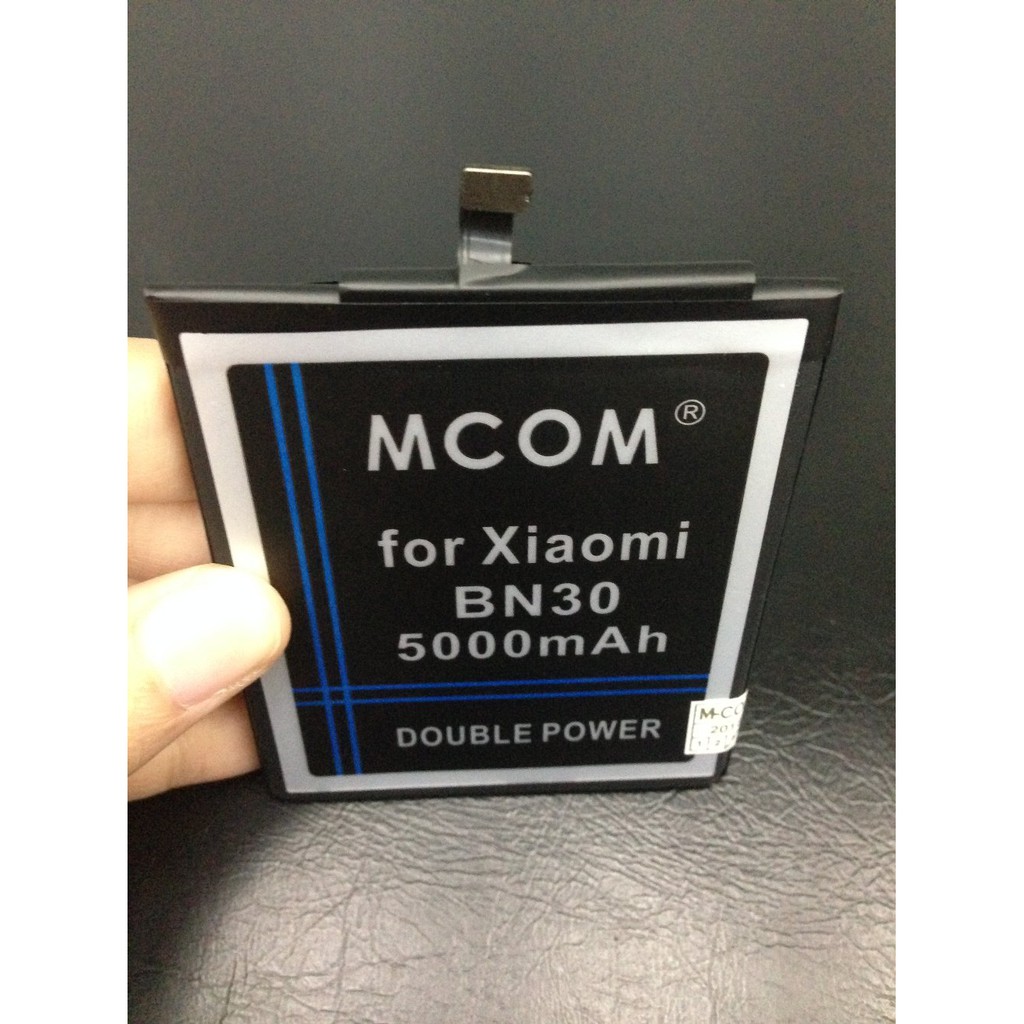 MCOM®
for Xiaomi
BN30
5000mAh
DOUBLE POWER